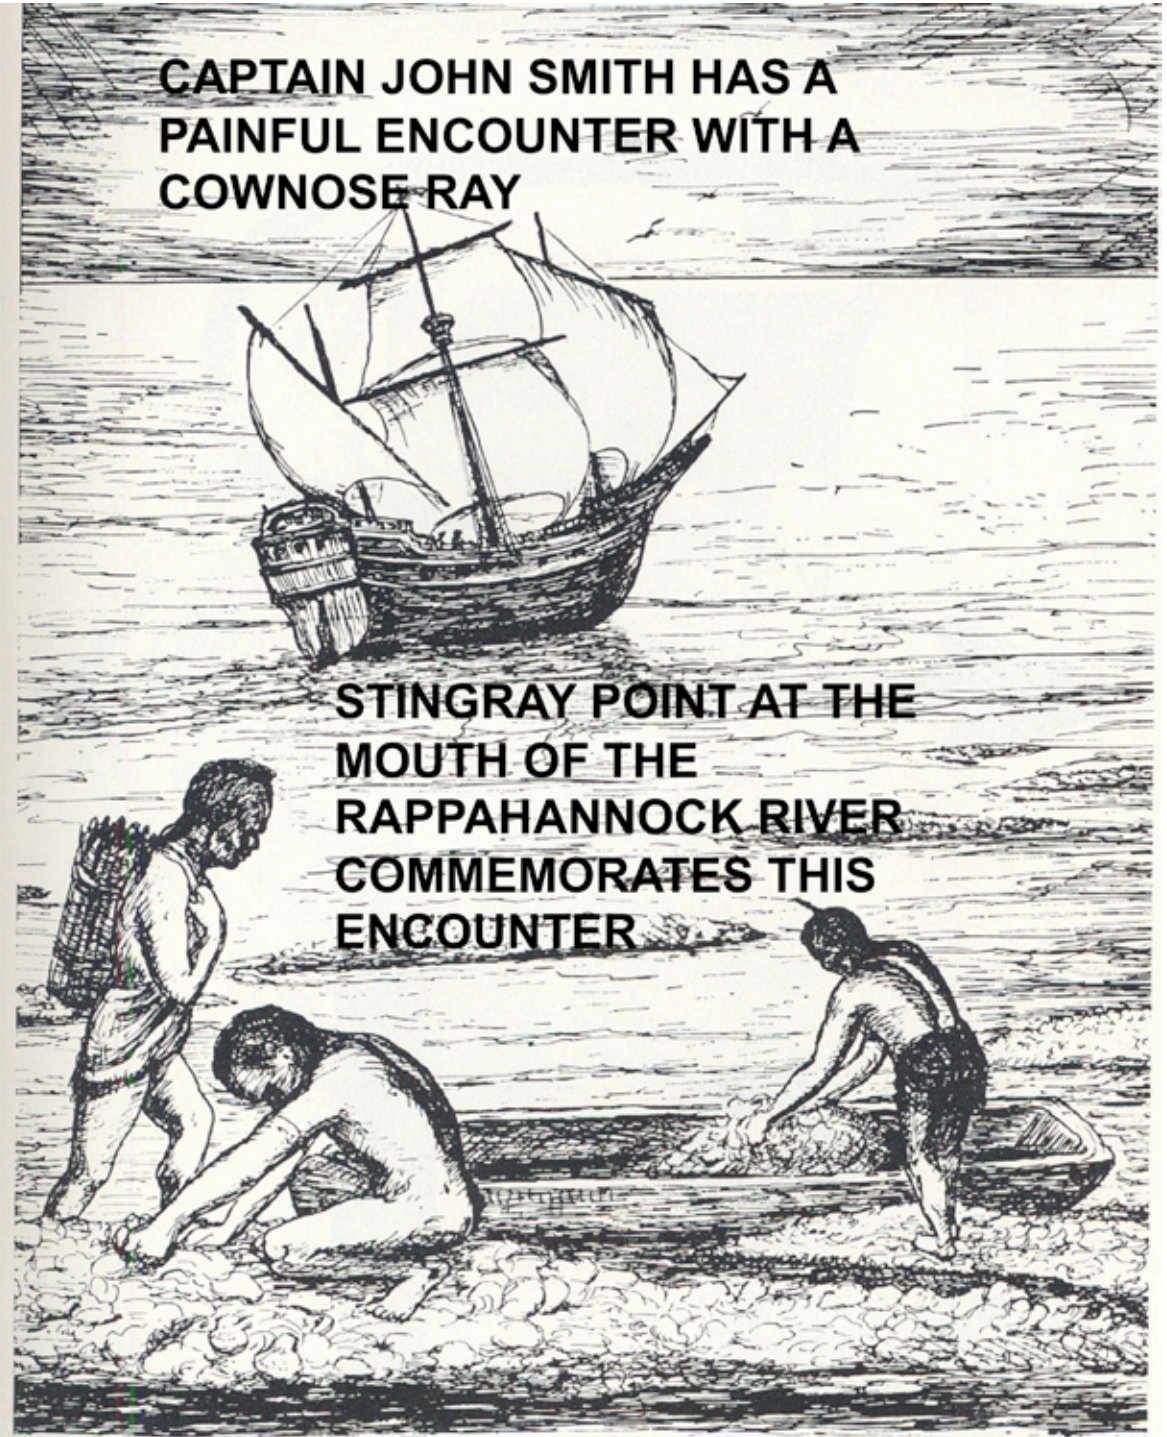 CAPTAIN JOHN SMITH HAS A
PAINFUL ENCOUNTER WITH A
COWNOSE RAY
STINGRAY POINT AT THE
MOUTH OF THE
RAPPAHANNOCK RIVER
COMMEMORATES THIS
ENCOUNTER